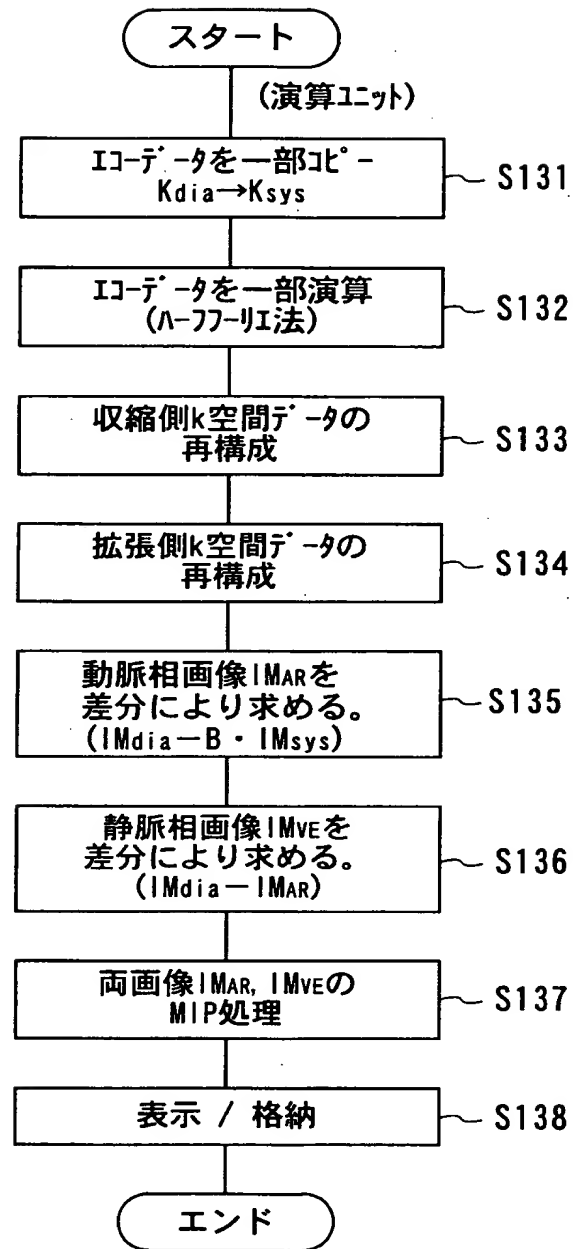 スタート
(演算ユニット)
エコーデータを一部コピー
Kdia→Ksys
S131
エコーデータを一部演算
(ハーフフーリエ法)
S132
収縮側k空間データの
再構成
S133
拡張側k空間データの
再構成
S134
動脈相画像IMARを
差分により求める。
(IMdia－B・IMsys)
S135
静脈相画像IMVEを
差分により求める。
(IMdia－IMAR)
S136
両画像IMAR, IMVEの
MIP処理
S137
表示 / 格納
S138
エンド